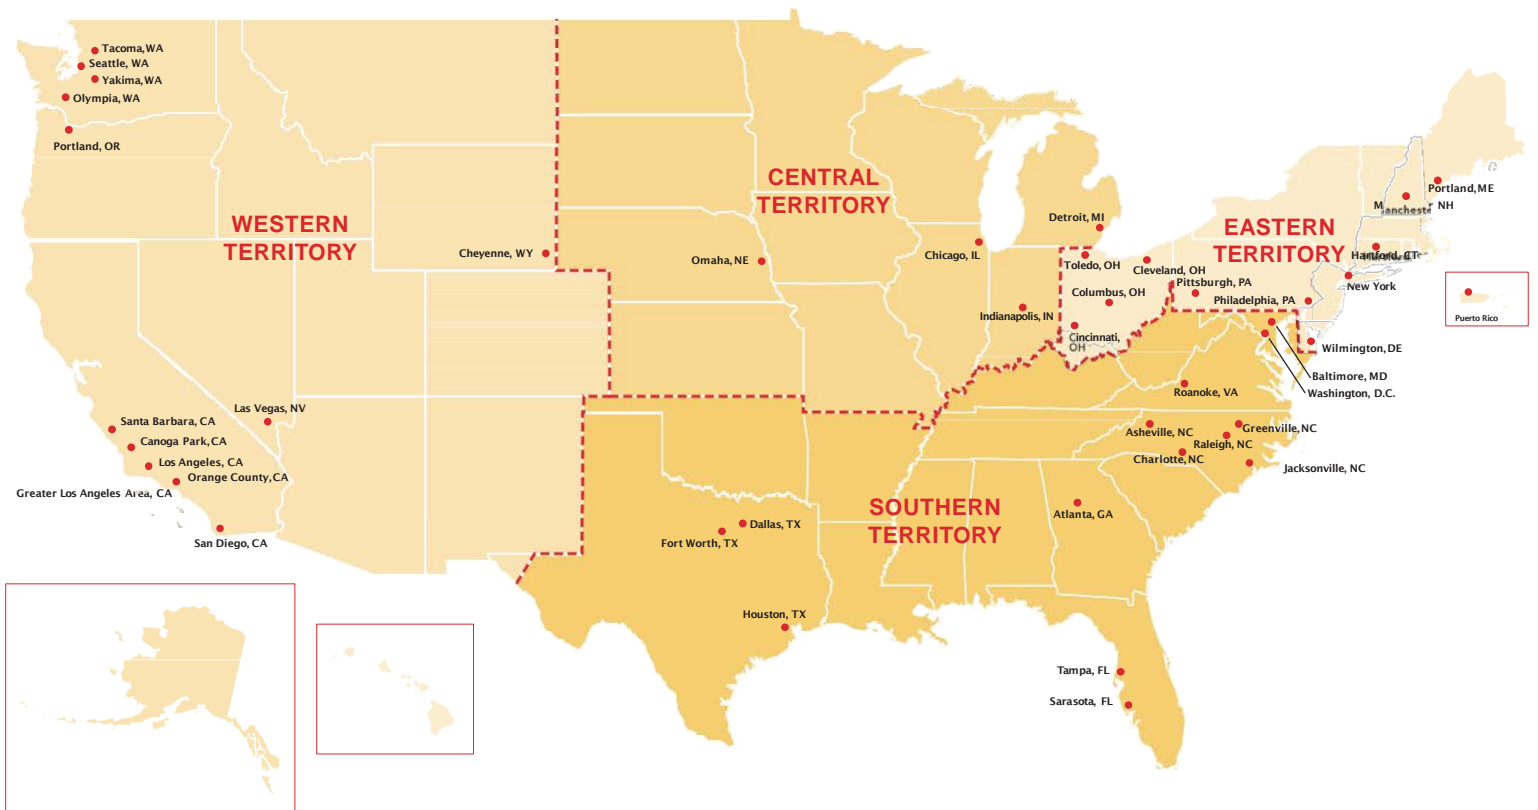 Tacoma, WA
Seattle, WA
Yakima, WA
Olympia, WA
Portland, OR
WESTERN
TERRITORY
Cheyenne, WY
CENTRAL
TERRITORY
Omaha, NE
Chicago, IL
Detroit, MI
Indianapolis, IN
EASTERN
TERRITORY
Toledo, OH
Cleveland, OH
Columbus, OH
Cincinnati,
OH
Pittsburgh, PA
Philadelphia, PA
Portland, ME
Manchester NH
Hartford, CT
New York
Puerto Rico
Wilmington, DE
Baltimore, MD
Washington, D.C.
Las Vegas, NV
Santa Barbara, CA
Canoga Park, CA
Los Angeles, CA
Orange County, CA
Greater Los Angeles Area, CA
San Diego, CA
SOUTHERN
TERRITORY
Roanoke, VA
Asheville, NC
Greenville, NC
Raleigh, NC
Charlotte, NC
Jacksonville, NC
Atlanta, GA
Dallas, TX
Fort Worth, TX
Houston, TX
Tampa, FL
Sarasota, FL